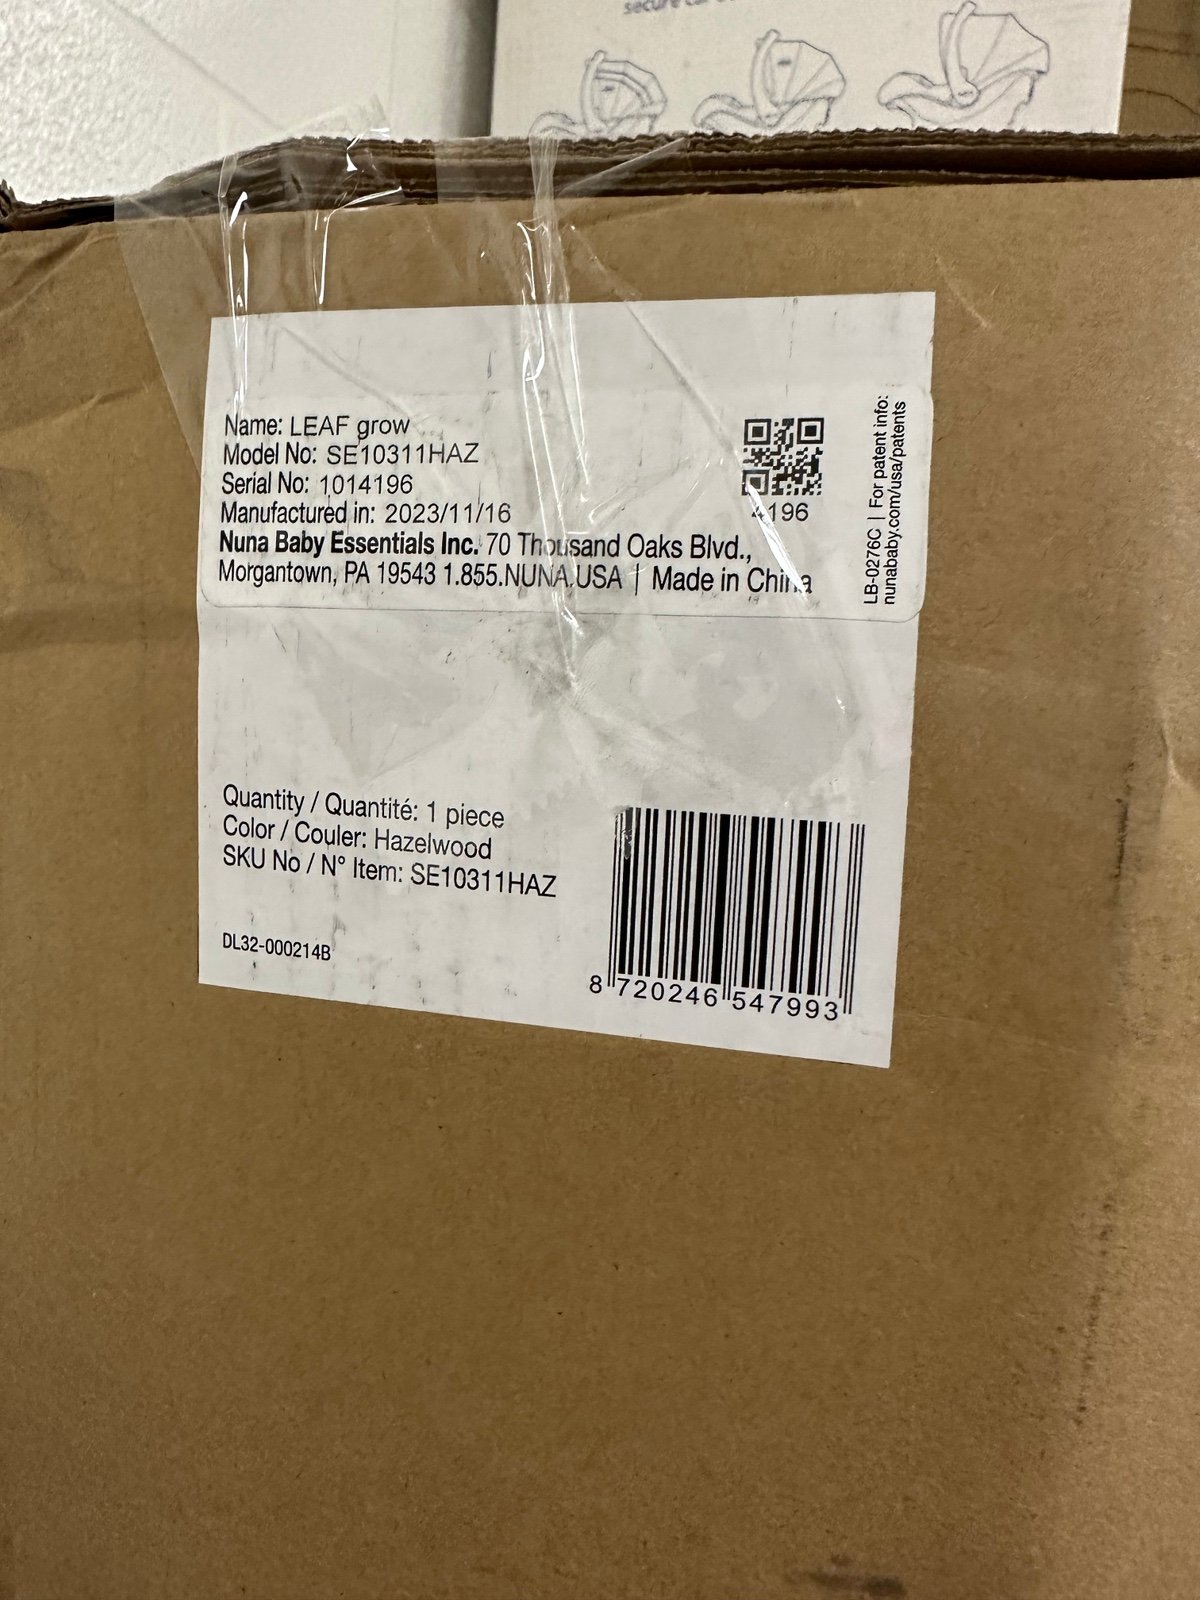 secure
Name: LEAF grow
Model No: SE10311HAZ
Serial No: 1014196
Manufactured in: 2023/11/16
Nuna Baby Essentials Inc. 70 Thousand Oaks Blvd.,
Morgantown, PA 19543 1.855.NUNA.USA | Made in China
4196
LB-0276C | For patent info:
nunababy.com/usa/patents
Quantity / Quantité: 1 piece
Color / Couler: Hazelwood
SKU No / N° Item: SE10311HAZ
DL32-000214B
8 720246 547993